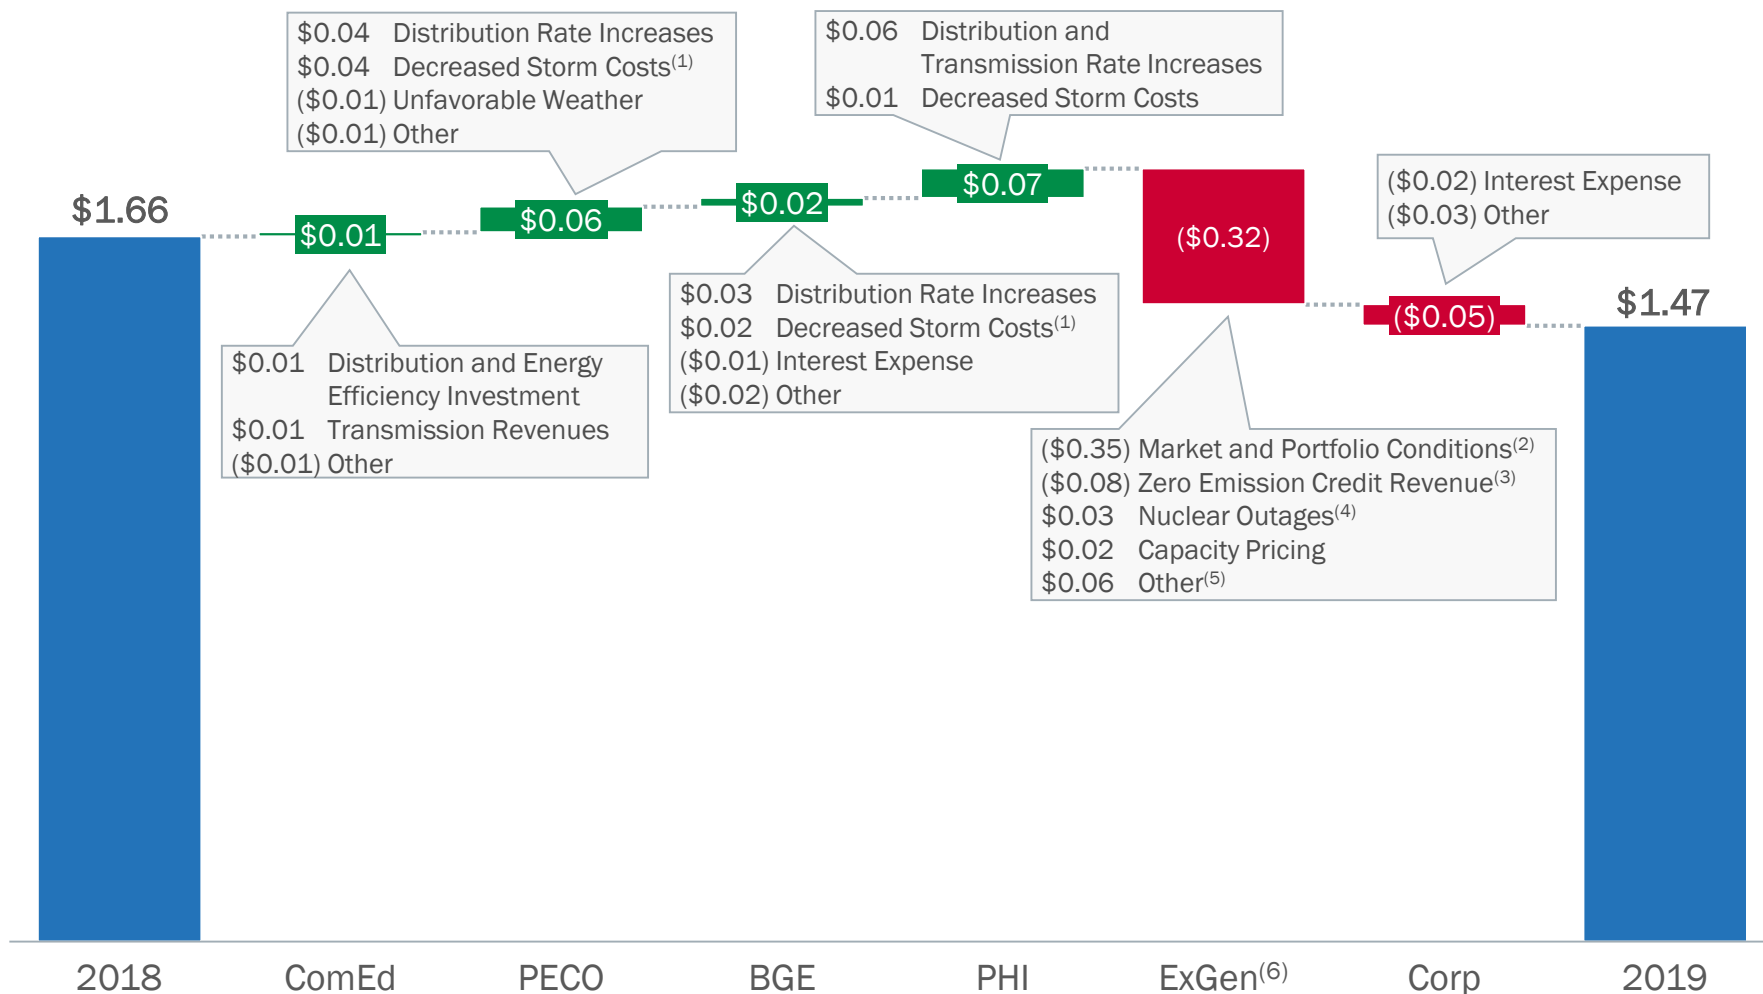 $0.04 Distribution Rate Increases
$0.04 Decreased Storm Costs(1)
($0.01) Unfavorable Weather
($0.01) Other
$0.06 Distribution and
Transmission Rate Increases
$0.01 Decreased Storm Costs
($0.02) Interest Expense
($0.03) Other
$1.66
$0.01
$0.06
$0.02
$0.07
($0.32)
($0.05)
$1.47
$0.01 Distribution and Energy
Efficiency Investment
$0.01 Transmission Revenues
($0.01) Other
$0.03 Distribution Rate Increases
$0.02 Decreased Storm Costs(1)
($0.01) Interest Expense
($0.02) Other
($0.35) Market and Portfolio Conditions(2)
($0.08) Zero Emission Credit Revenue(3)
$0.03 Nuclear Outages(4)
$0.02 Capacity Pricing
$0.06 Other(5)
2018 ComEd PECO BGE PHI ExGen(6) Corp 2019